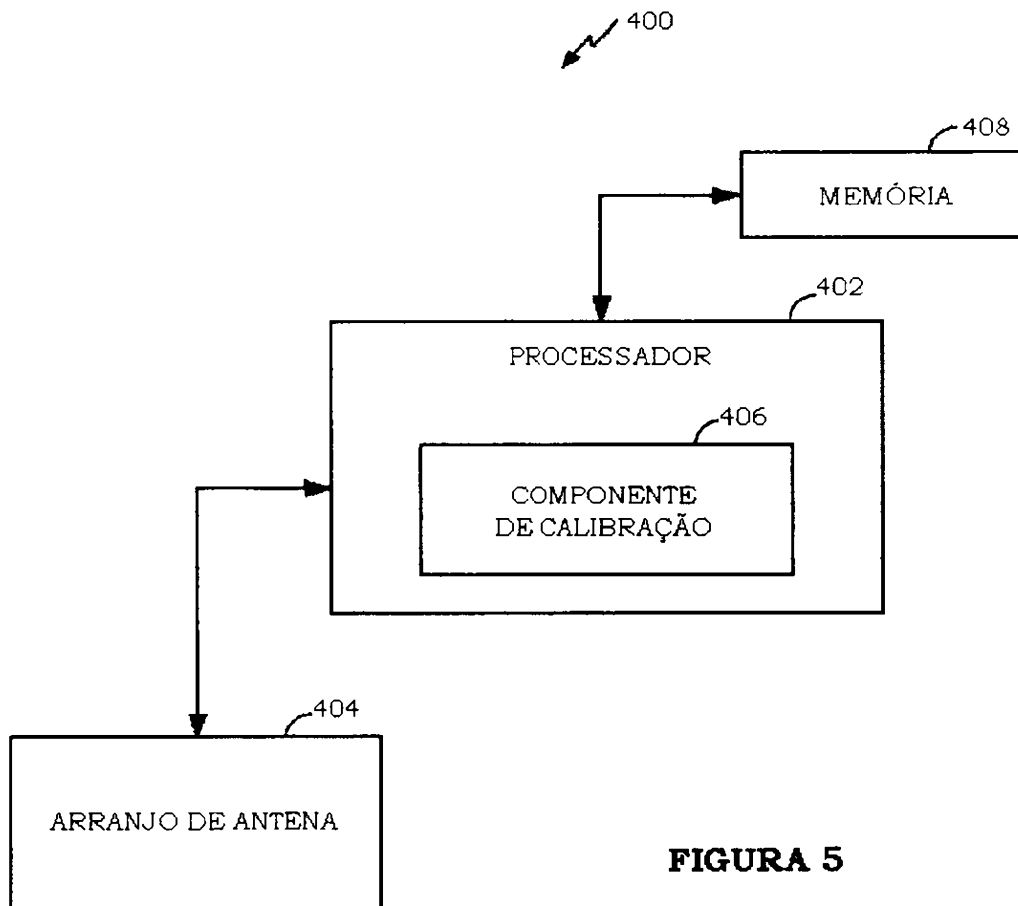 400
408
MEMÓRIA
402
PROCESSADOR
406
COMPONENTE
DE CALIBRAÇÃO
404
ARRANJO DE ANTENA
FIGURA 5